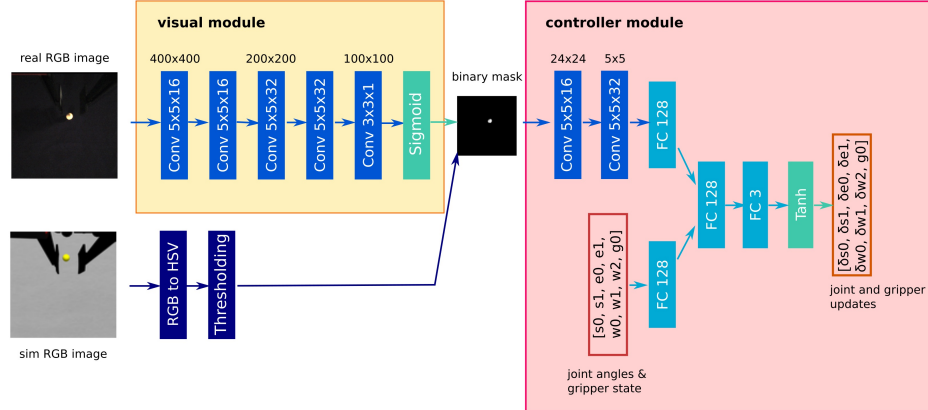 visual module
real RGB image
400x400
200x200
100x100
Conv 5x5x16
Conv 5x5x16
Conv 5x5x32
Conv 5x5x32
Conv 3x3x1
Sigmoid
binary mask
sim RGB image
RGB to HSV
Thresholding
controller module
24x24
5x5
Conv 5x5x16
Conv 5x5x32
FC 128
[s0, s1, e0, e1,
w0, w1, w2, g0]
joint angles &
gripper state
FC 128
FC 128
FC 3
Tanh
[δs0, δs1, δe0, δe1,
δw0, δw1, δw2, g0]
joint and gripper
updates